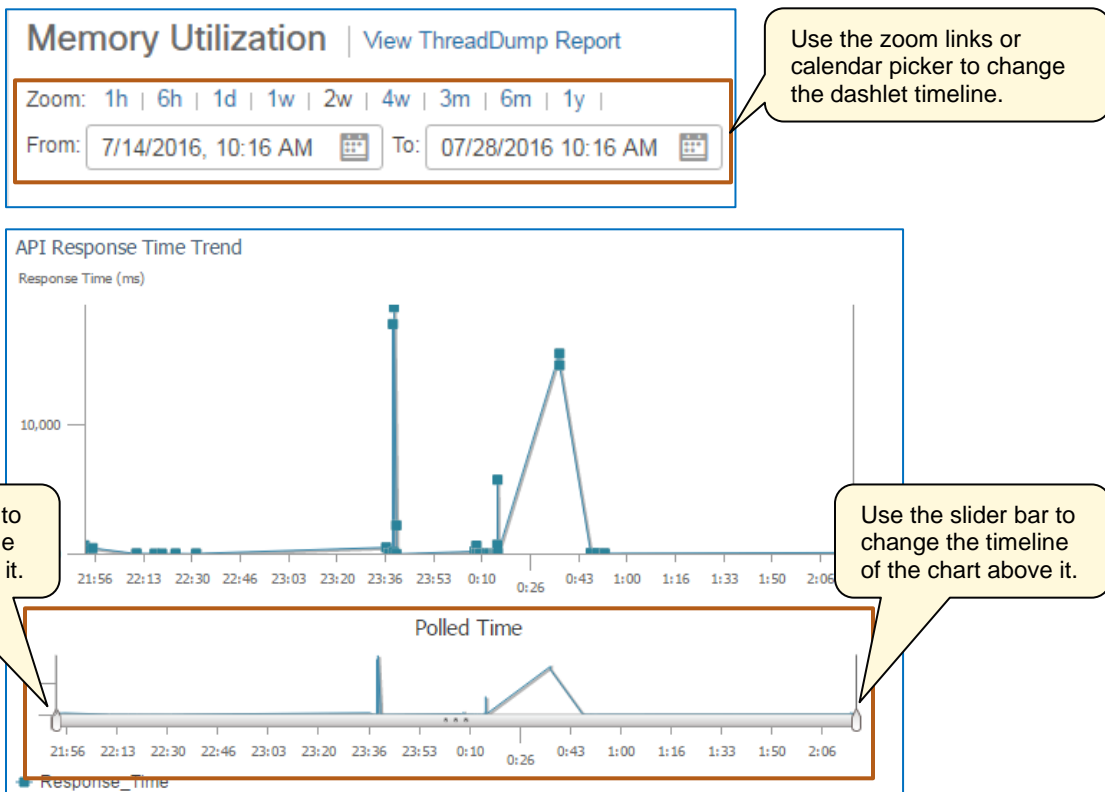 Memory Utilization | View ThreadDump Report
Zoom: 1h | 6h | 1d | 1w | 2w | 4w | 3m | 6m | 1y |
From: 7/14/2016, 10:16 AM To: 07/28/2016 10:16 AM
Use the zoom links or
calendar picker to change
the dashlet timeline.
API Response Time Trend
Response Time (ms)
10,000
21:56 22:13 22:30 22:46 23:03 23:20 23:36 23:53 0:10 0:26 0:43 1:00 1:16 1:33 1:50 2:06
to
e
it.
Use the slider bar to
change the timeline
of the chart above it.
Polled Time
21:56 22:13 22:30 22:46 23:03 23:20 23:36 23:53 0:10 0:26 0:43 1:00 1:16 1:33 1:50 2:06
Response_Time